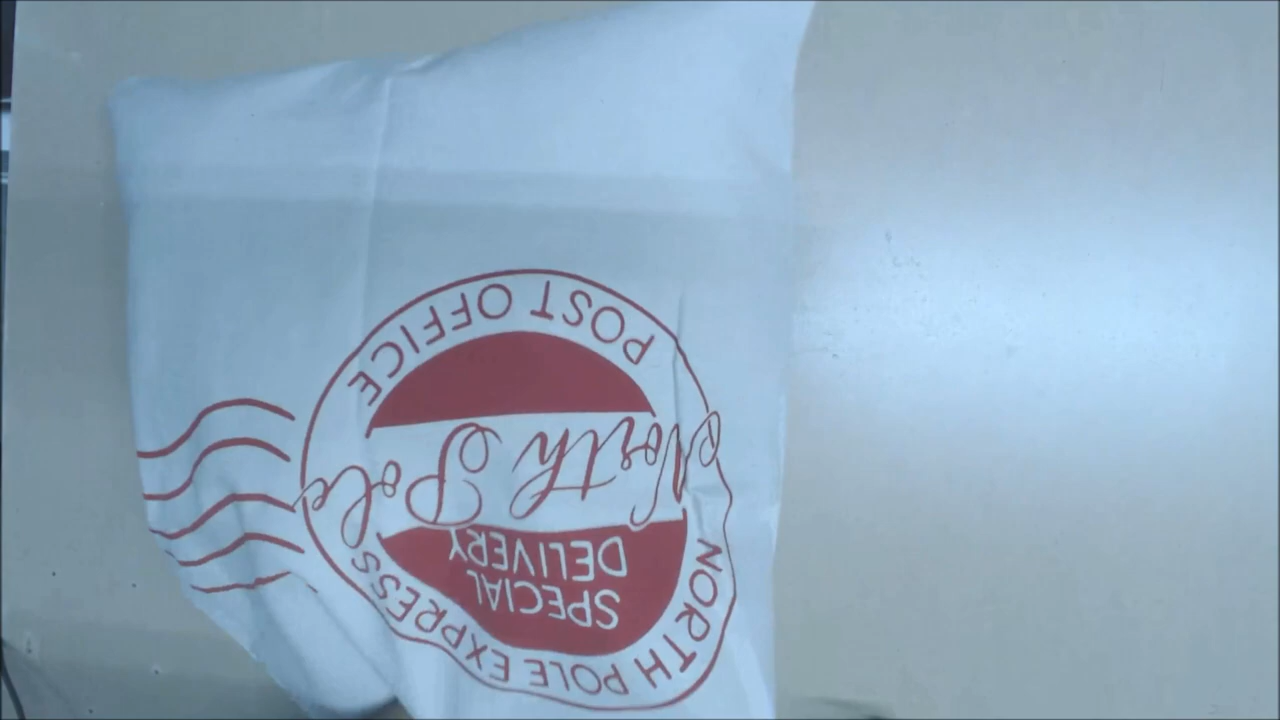 NORTH POLE EXPRESS
SPECIAL
DELIVERY
North Pole
POST OFFICE